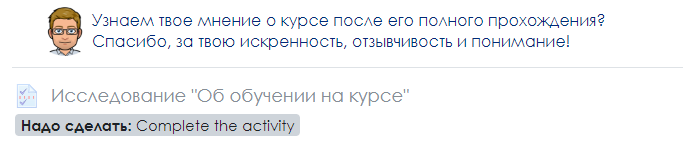 Узнаем твое мнение о курсе после его полного прохождения?
Спасибо, за твою искренность, отзывчивость и понимание!
Исследование "Об обучении на курсе"
Надо сделать: Complete the activity